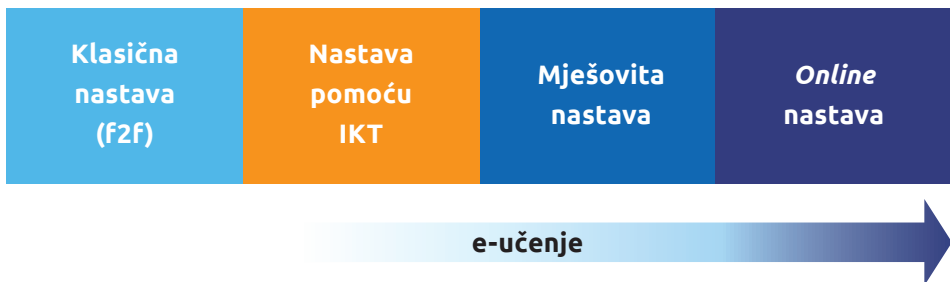 Klasična
nastava
(f2f)
Nastava
pomoću
IKT
Mješovita
nastava
Online
nastava
e-učenje